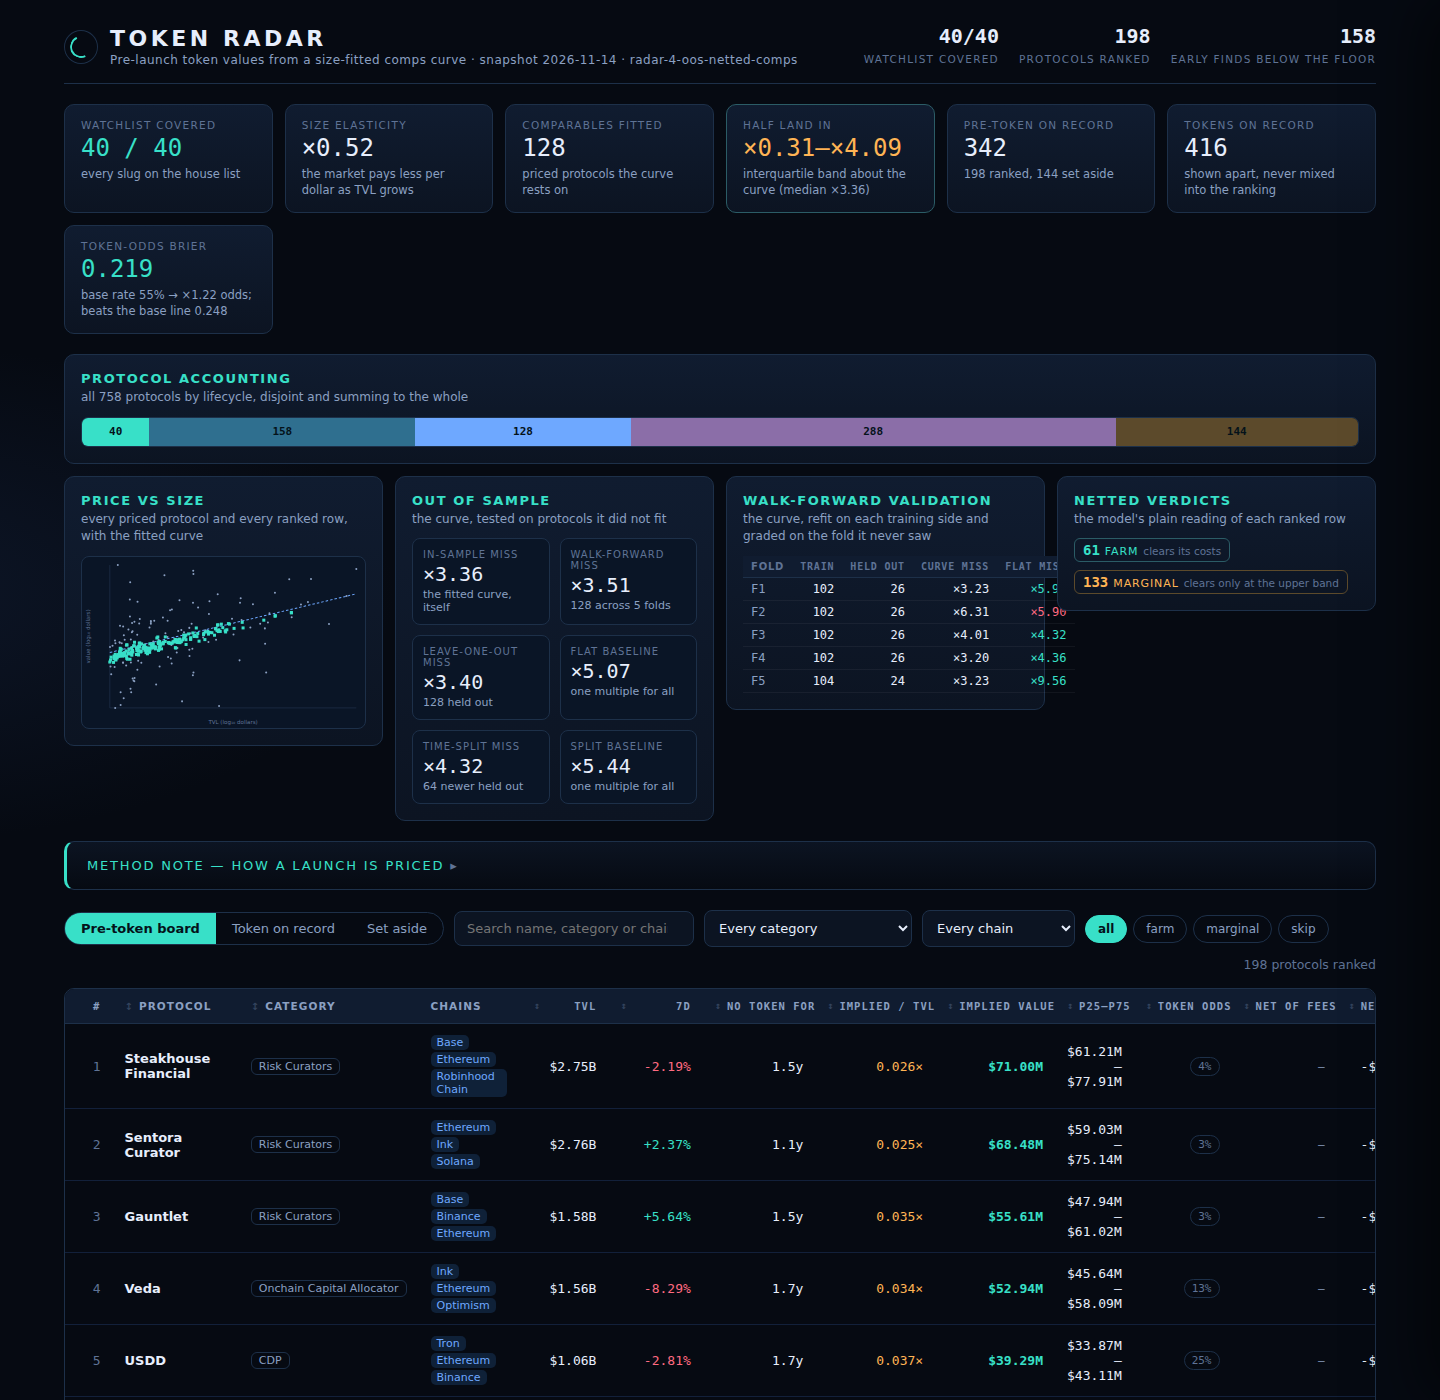 TOKEN RADAR
Pre-launch token values from a size-fitted comps curve · snapshot 2026-11-14 · radar-4-oos-netted-comps
40/40
WATCHLIST COVERED
198
PROTOCOLS RANKED
158
EARLY FINDS BELOW THE FLOOR
WATCHLIST COVERED
40 / 40
every slug on the house list
SIZE ELASTICITY
×0.52
the market pays less per
dollar as TVL grows
COMPARABLES FITTED
128
priced protocols the curve
rests on
HALF LAND IN
×0.31–×4.09
interquartile band about the
curve (median ×3.36)
PRE-TOKEN ON RECORD
342
198 ranked, 144 set aside
TOKENS ON RECORD
416
shown apart, never mixed
into the ranking
TOKEN-ODDS BRIER
0.219
base rate 55% → ×1.22 odds;
beats the base line 0.248
PROTOCOL ACCOUNTING
all 758 protocols by lifecycle, disjoint and summing to the whole
40 158 128 288 144
PRICE VS SIZE
every priced protocol and every ranked row,
with the fitted curve
value (log₁₀ dollars)
TVL (log₁₀ dollars)
OUT OF SAMPLE
the curve, tested on protocols it did not fit
IN-SAMPLE MISS
×3.36
the fitted curve,
itself
WALK-FORWARD
MISS
×3.51
128 across 5 folds
LEAVE-ONE-OUT
MISS
×3.40
128 held out
FLAT BASELINE
×5.07
one multiple for all
TIME-SPLIT MISS
×4.32
64 newer held out
SPLIT BASELINE
×5.44
one multiple for all
WALK-FORWARD VALIDATION
the curve, refit on each training side and
graded on the fold it never saw
FOLD TRAIN HELD OUT CURVE MISS FLAT MIS
F1 102 26 ×3.23 ×5.9
F2 102 26 ×6.31 ×5.90
F3 102 26 ×4.01 ×4.32
F4 102 26 ×3.20 ×4.36
F5 104 24 ×3.23 ×9.56
NETTED VERDICTS
the model's plain reading of each ranked row
61 FARM clears its costs
133 MARGINAL clears only at the upper band
METHOD NOTE — HOW A LAUNCH IS PRICED ▸
Pre-token board Token on record Set aside Search name, category or chai Every category Every chain all farm marginal skip
198 protocols ranked
# ↕ PROTOCOL ↕ CATEGORY CHAINS ↕ TVL ↕ 7D ↕ NO TOKEN FOR ↕ IMPLIED / TVL ↕ IMPLIED VALUE ↕ P25–P75 ↕ TOKEN ODDS ↕ NET OF FEES ↕ NE
1 Steakhouse Financial Risk Curators Base Ethereum Robinhood Chain $2.75B -2.19% 1.5y 0.026× $71.00M $61.21M – $77.91M 4% — -$
2 Sentora Curator Risk Curators Ethereum Ink Solana $2.76B +2.37% 1.1y 0.025× $68.48M $59.03M – $75.14M 3% — -$
3 Gauntlet Risk Curators Base Binance Ethereum $1.58B +5.64% 1.5y 0.035× $55.61M $47.94M – $61.02M 3% — -$
4 Veda Onchain Capital Allocator Ink Ethereum Optimism $1.56B -8.29% 1.7y 0.034× $52.94M $45.64M – $58.09M 13% — -$
5 USDD CDP Tron Ethereum Binance $1.06B -2.81% 1.7y 0.037× $39.29M $33.87M – $43.11M 25% — -$